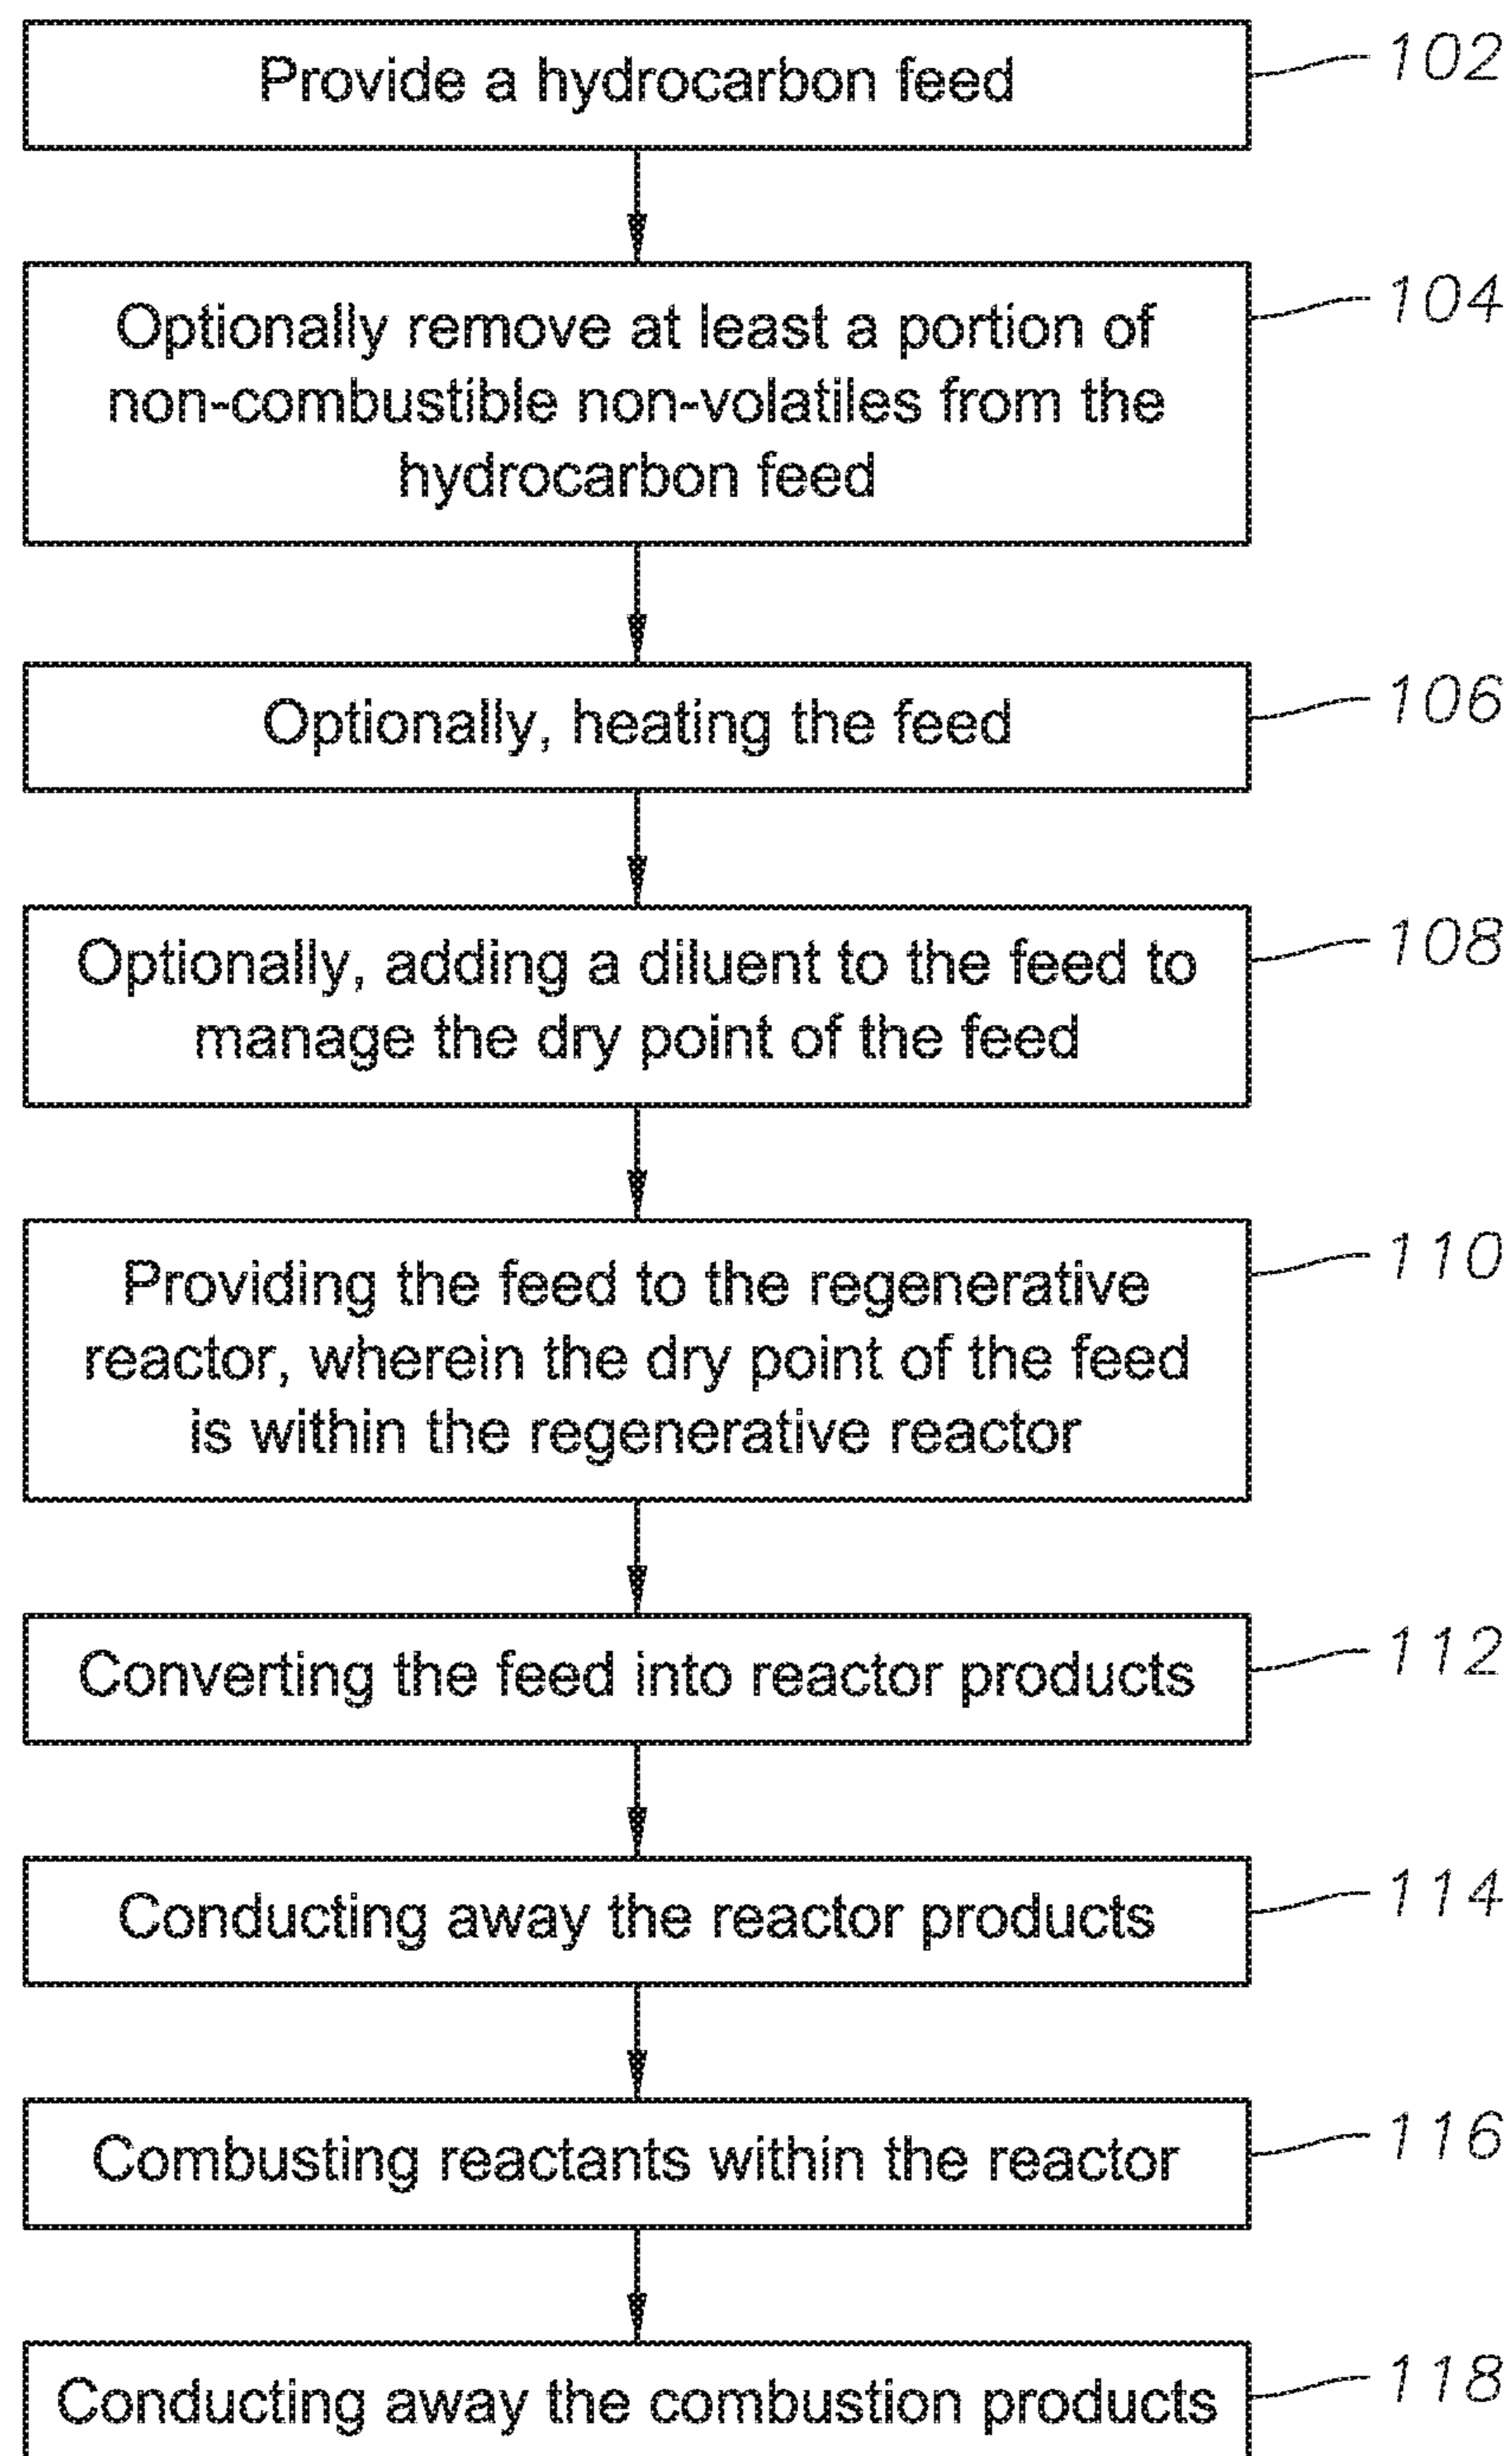 Provide a hydrocarbon feed
102
Optionally remove at least a portion of
non-combustible non-volatiles from the
hydrocarbon feed
104
Optionally, heating the feed
106
Optionally, adding a diluent to the feed to
manage the dry point of the feed
108
Providing the feed to the regenerative
reactor, wherein the dry point of the feed
is within the regenerative reactor
110
Converting the feed into reactor products
112
Conducting away the reactor products
114
Combusting reactants within the reactor
116
Conducting away the combustion products
118